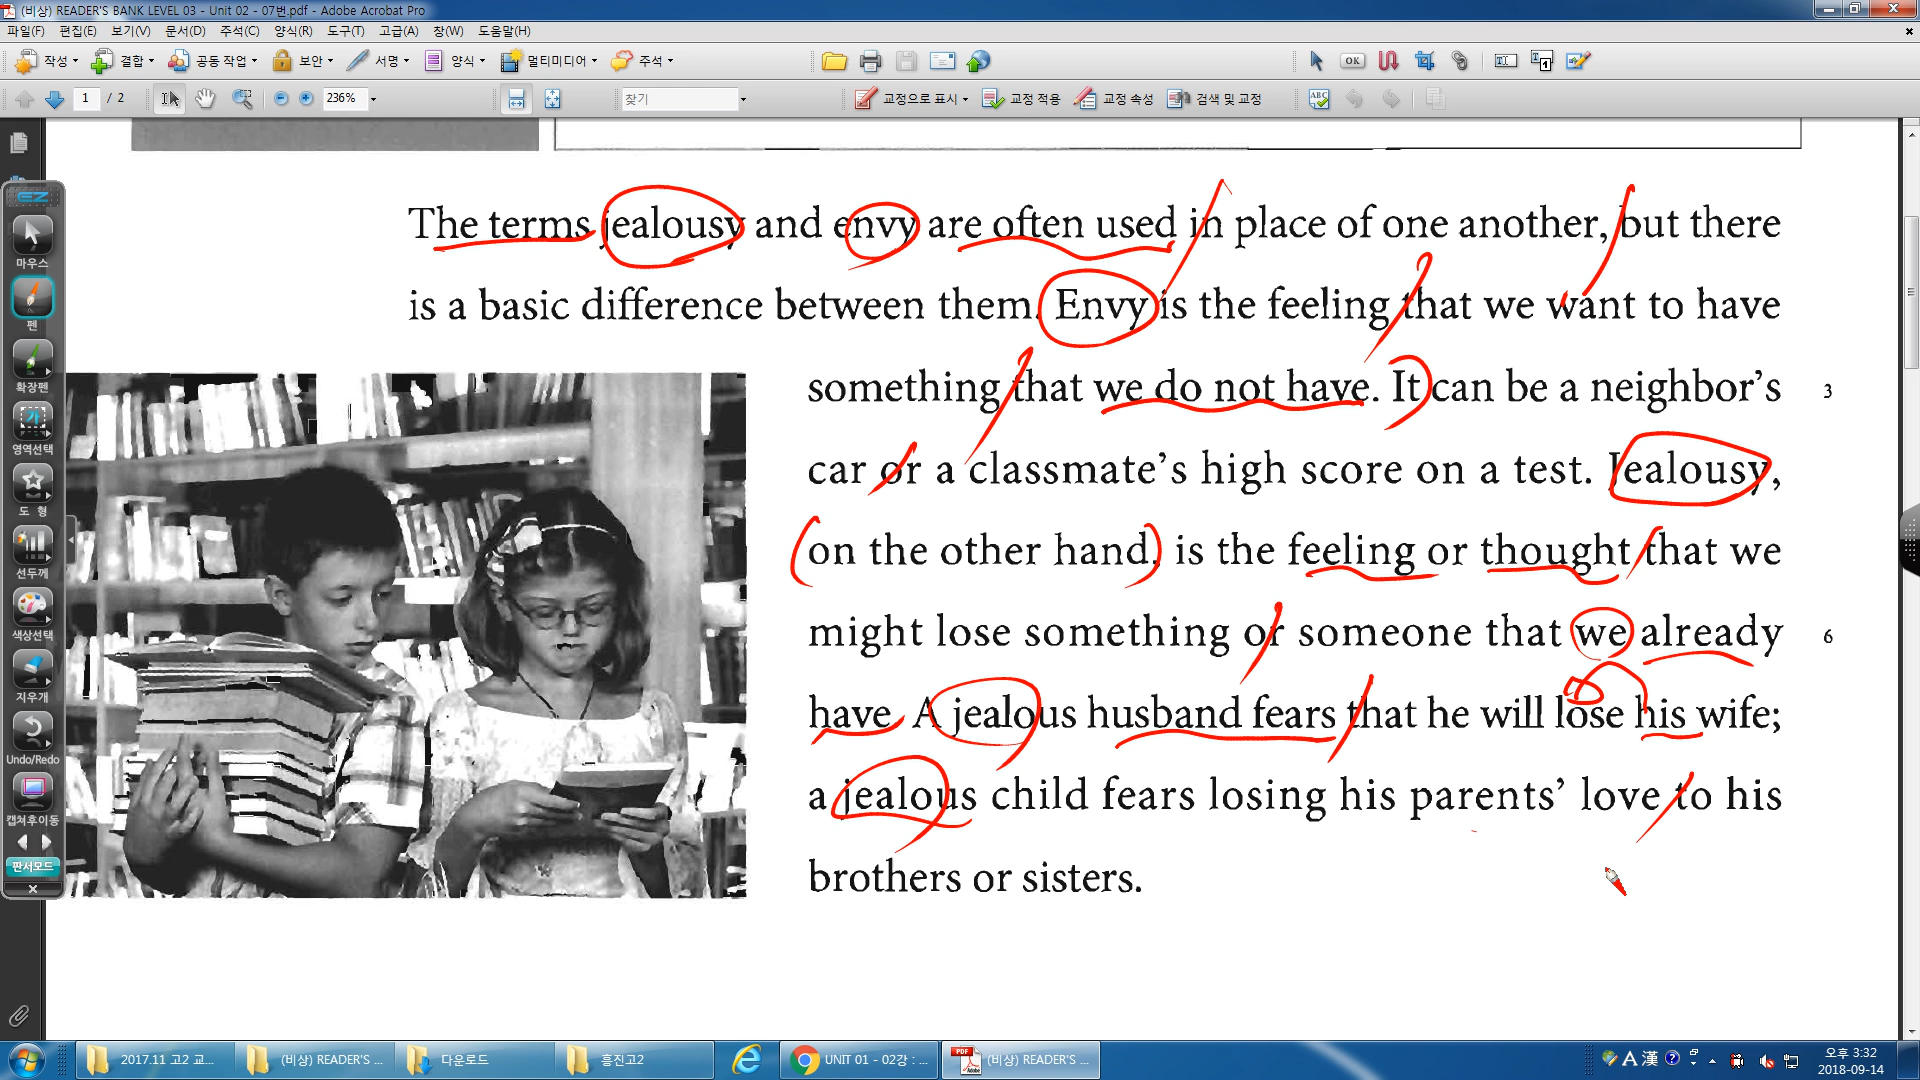 (비상) READER'S BANK LEVEL 03 - Unit 02 - 07번.pdf - Adobe Acrobat Pro
파일(F) 편집(E) 보기(V) 문서(D) 주석(C) 양식(R) 도구(T) 고급(A) 창(W) 도움말(H)
작성 결합 공동 작업 보안 서명 양식 멀티미디어 주석 OK
1 / 2 236% 찾기 교정으로 표시 교정 적용 교정 속성 검색 및 교정 ABC
The terms jealousy and envy are often used in place of one another, but there
is a basic difference between them. Envy is the feeling that we want to have
something that we do not have. It can be a neighbor's 3
car or a classmate's high score on a test. Jealousy,
on the other hand, is the feeling or thought that we
might lose something or someone that we already 6
have. A jealous husband fears that he will lose his wife;
a jealous child fears losing his parents' love to his
brothers or sisters.
EZ
마우스
펜
확장펜
가
영역선택
도 형
선두께
색상선택
지우개
Undo/Redo
캡쳐후이동
판서모드
2017.11 고2 교... (비상) READER'S ... 다운로드 흥진고2 UNIT 01 - 02강 : ... PDF (비상) READER'S ... A 漢 오후 3:32
2018-09-14